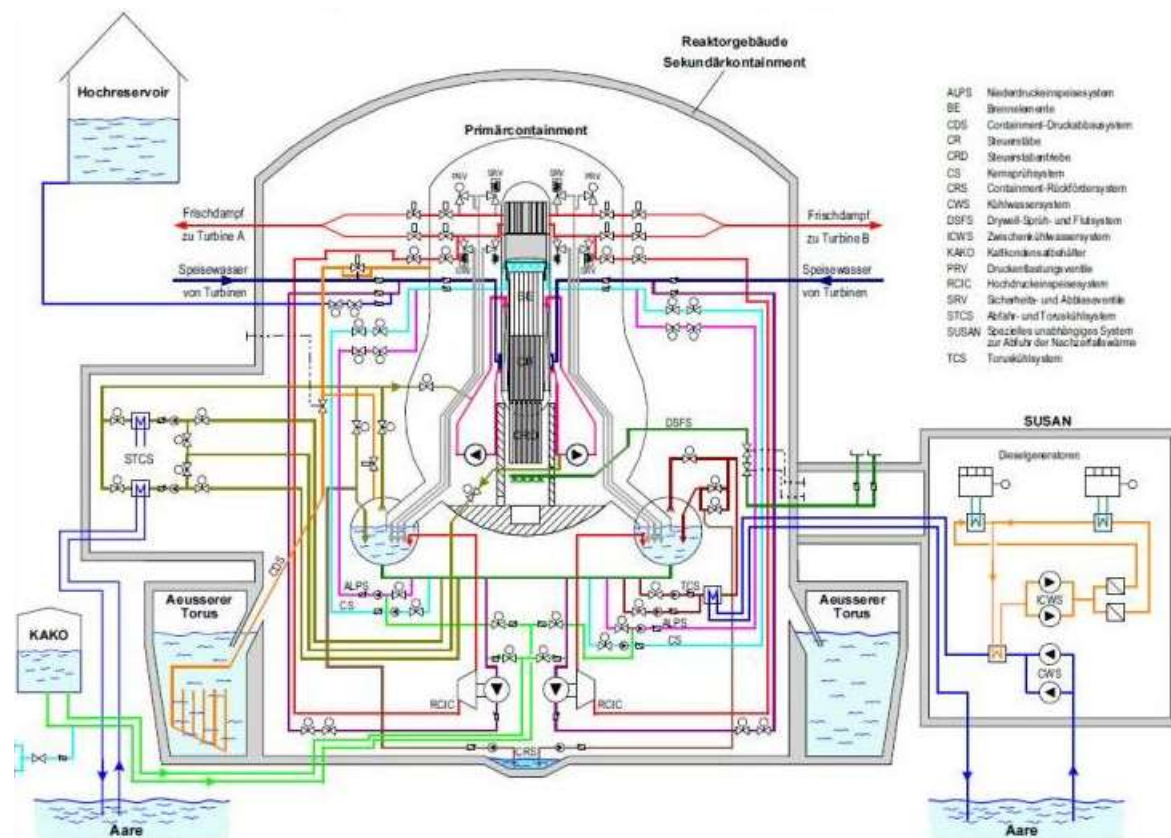 Reaktorgebäude
Sekundärkontainment
Hochreservoir
Primärcontainment
ALPS Niederdruckeinspeisesystem
BE Brennelemente
CDS Containment-Druckabbausystem
CR Steuerstäbe
CRD Steuerstabantriebe
CS Kernsprühsystem
CRS Containment-Rückfördersystem
CWS Kühlwassersystem
DSFS Drywell-Sprüh- und Flutsystem
ICWS Zwischenkühlwassersystem
KAKO Kaltkondensatbehälter
PRV Druckentlastungsventile
RCIC Hochdruckeinspeisesystem
SRV Sicherheits- und Abblaseventile
STCS Abfahr- und Toruskühlsystem
SUSAN Spezielles unabhängiges System
zur Abfuhr der Nachzerfallswärme
TCS Toruskühlsystem
PRV
SRV
SRV
PRV
Frischdampf
zu Turbine A
Frischdampf
zu Turbine B
SRV
SRV
Speisewasser
von Turbinen
Speisewasser
von Turbinen
BE
CR
CRD
DSFS
STCS
SUSAN
Dieselgeneratoren
ICWS
CWS
CDS
ALPS
CS
TCS
ALPS
CS
Aeusserer
Torus
Aeusserer
Torus
KAKO
RCIC
RCIC
CRS
Aare
Aare